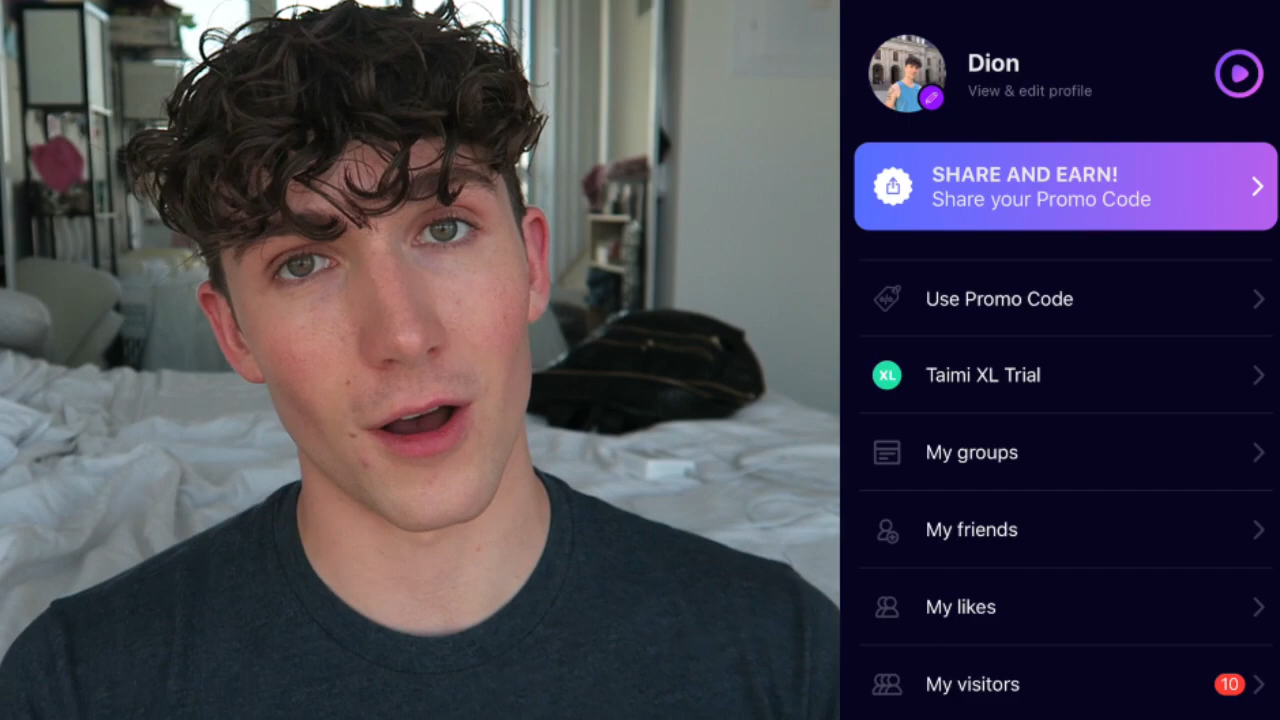 Dion
View & edit profile
SHARE AND EARN!
Share your Promo Code
Use Promo Code
XL
Taimi XL Trial
My groups
My friends
My likes
My visitors
10